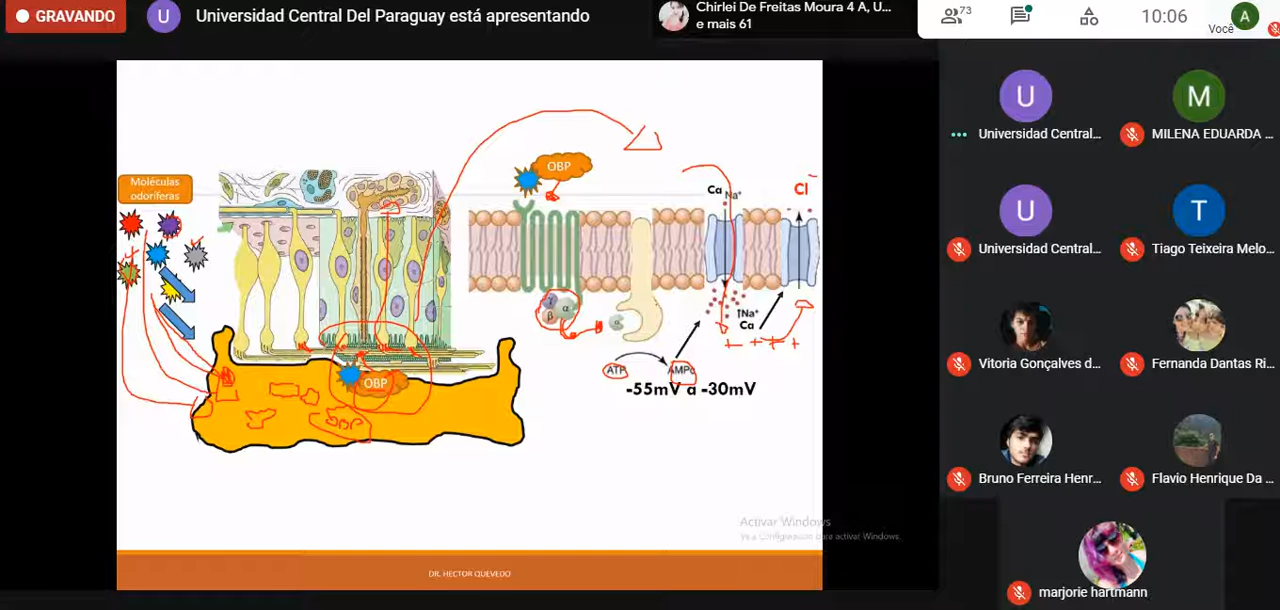 GRAVANDO
U
Universidad Central Del Paraguay está apresentando
Chirlei De Freitas Moura 4 A, U...
e mais 61
73
10:06
Você
A
Moléculas
odoríferas
OBP
Ca
Na⁺
Cl⁻
γ
β
α
α
↑Na⁺
Ca
+ + + +
ATP
AMPc
-55mV a -30mV
OBP
OBP
Activar Windows
DR. HECTOR QUEVEDO
U
Universidad Central...
M
MILENA EDUARDA ...
U
Universidad Central...
T
Tiago Teixeira Melo...
Vitoria Gonçalves d...
Fernanda Dantas Ri...
Bruno Ferreira Henr...
Flavio Henrique Da ...
marjorie hartmann